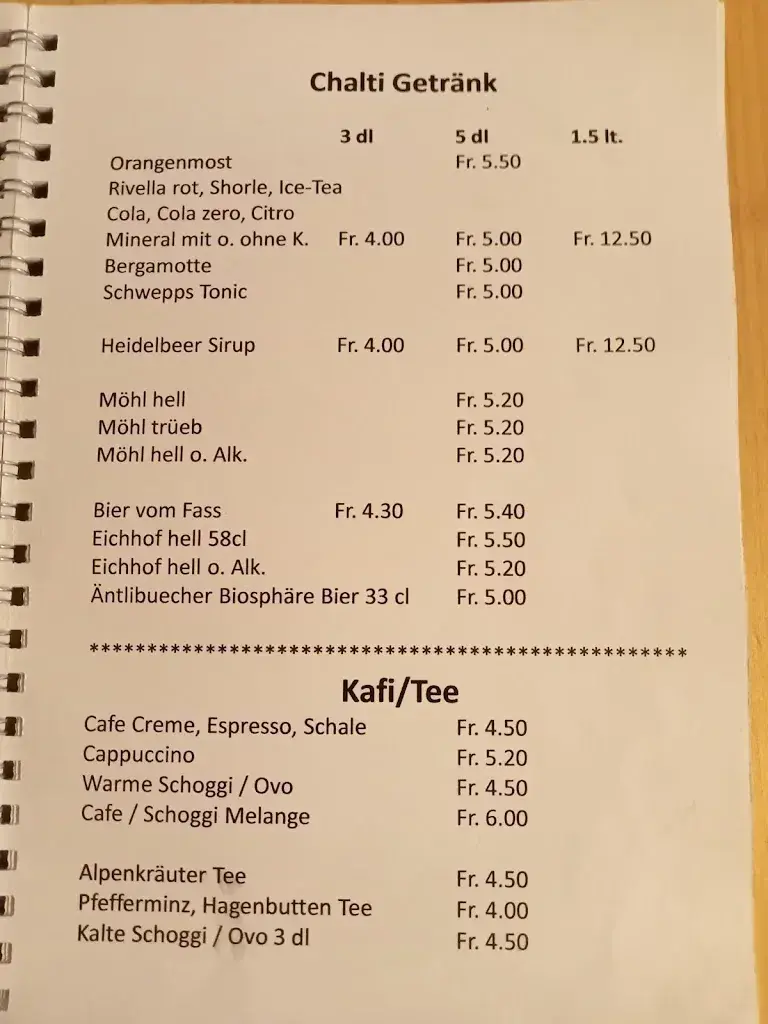 Chalti Getränk
3 dl 5 dl 1.5 lt.
Orangenmost Fr. 5.50
Rivella rot, Shorle, Ice-Tea
Cola, Cola zero, Citro
Mineral mit o. ohne K. Fr. 4.00 Fr. 5.00 Fr. 12.50
Bergamotte Fr. 5.00
Schwepps Tonic Fr. 5.00
Heidelbeer Sirup Fr. 4.00 Fr. 5.00 Fr. 12.50
Möhl hell Fr. 5.20
Möhl trüeb Fr. 5.20
Möhl hell o. Alk. Fr. 5.20
Bier vom Fass Fr. 4.30 Fr. 5.40
Eichhof hell 58cl Fr. 5.50
Eichhof hell o. Alk. Fr. 5.20
Äntlibuecher Biosphäre Bier 33 cl Fr. 5.00
***************************************************
Kafi/Tee
Cafe Creme, Espresso, Schale Fr. 4.50
Cappuccino Fr. 5.20
Warme Schoggi / Ovo Fr. 4.50
Cafe / Schoggi Melange Fr. 6.00
Alpenkräuter Tee Fr. 4.50
Pfefferminz, Hagenbutten Tee Fr. 4.00
Kalte Schoggi / Ovo 3 dl Fr. 4.50